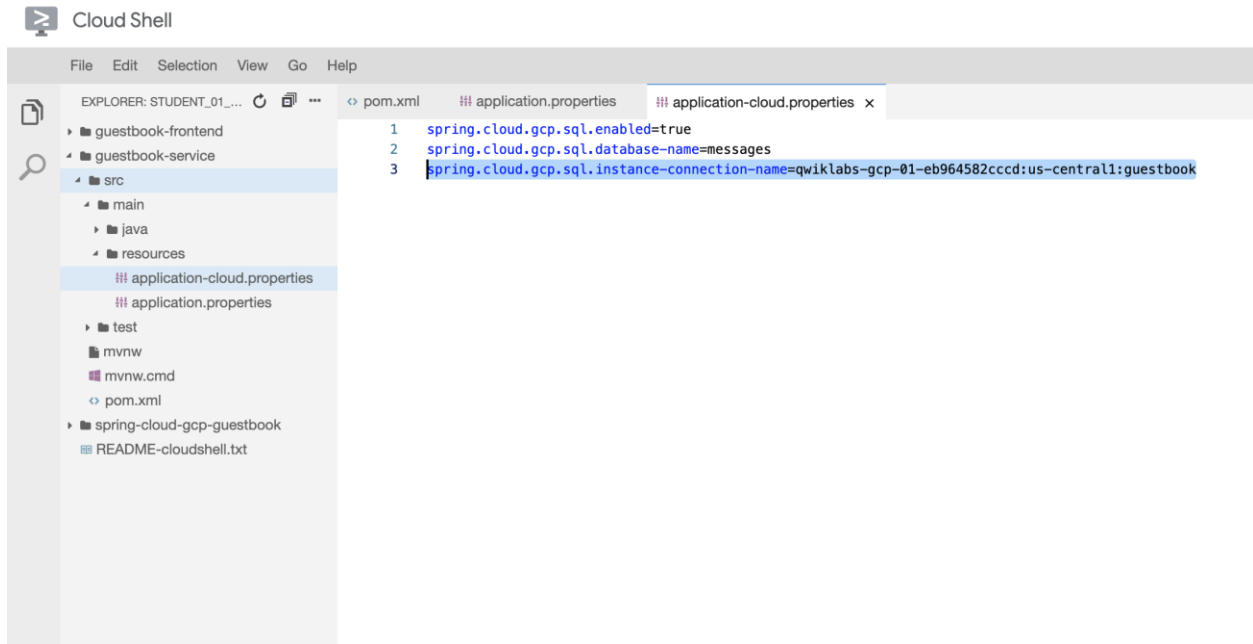 Cloud Shell
File Edit Selection View Go Help
EXPLORER: STUDENT_01_... 
pom.xml application.properties application-cloud.properties ×
guestbook-frontend
guestbook-service
src
main
java
resources
application-cloud.properties
application.properties
test
mvnw
mvnw.cmd
pom.xml
spring-cloud-gcp-guestbook
README-cloudshell.txt
1 spring.cloud.gcp.sql.enabled=true
2 spring.cloud.gcp.sql.database-name=messages
3 spring.cloud.gcp.sql.instance-connection-name=qwiklabs-gcp-01-eb964582cccd:us-central1:guestbook